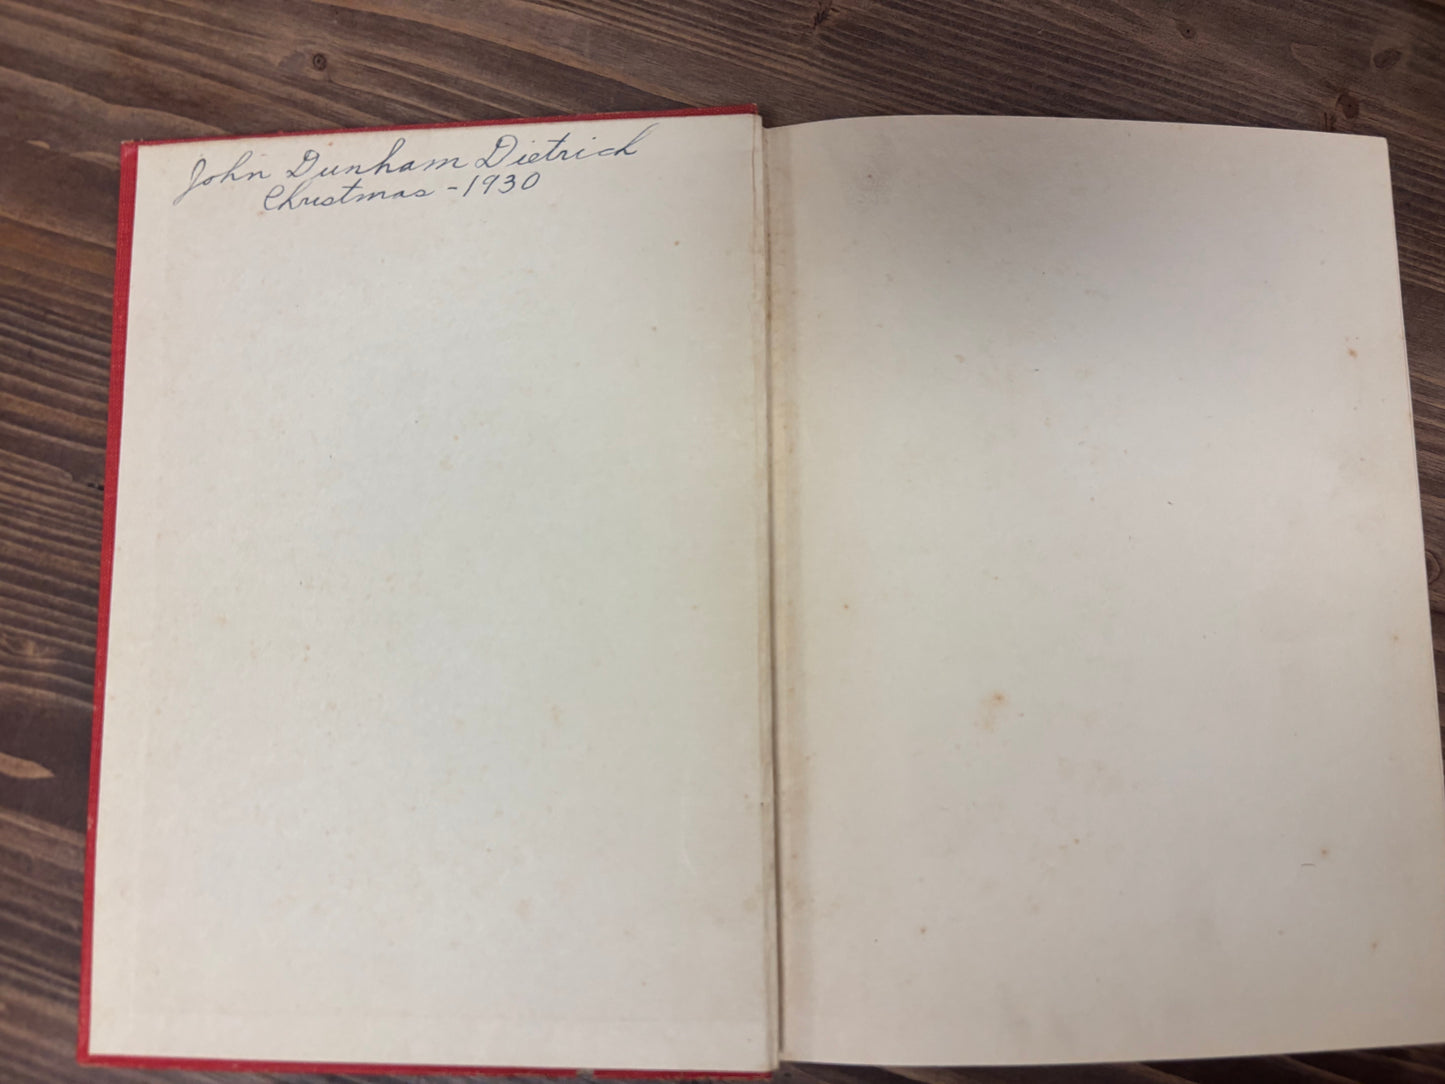 John Dunham Dietrich
Christmas - 1930